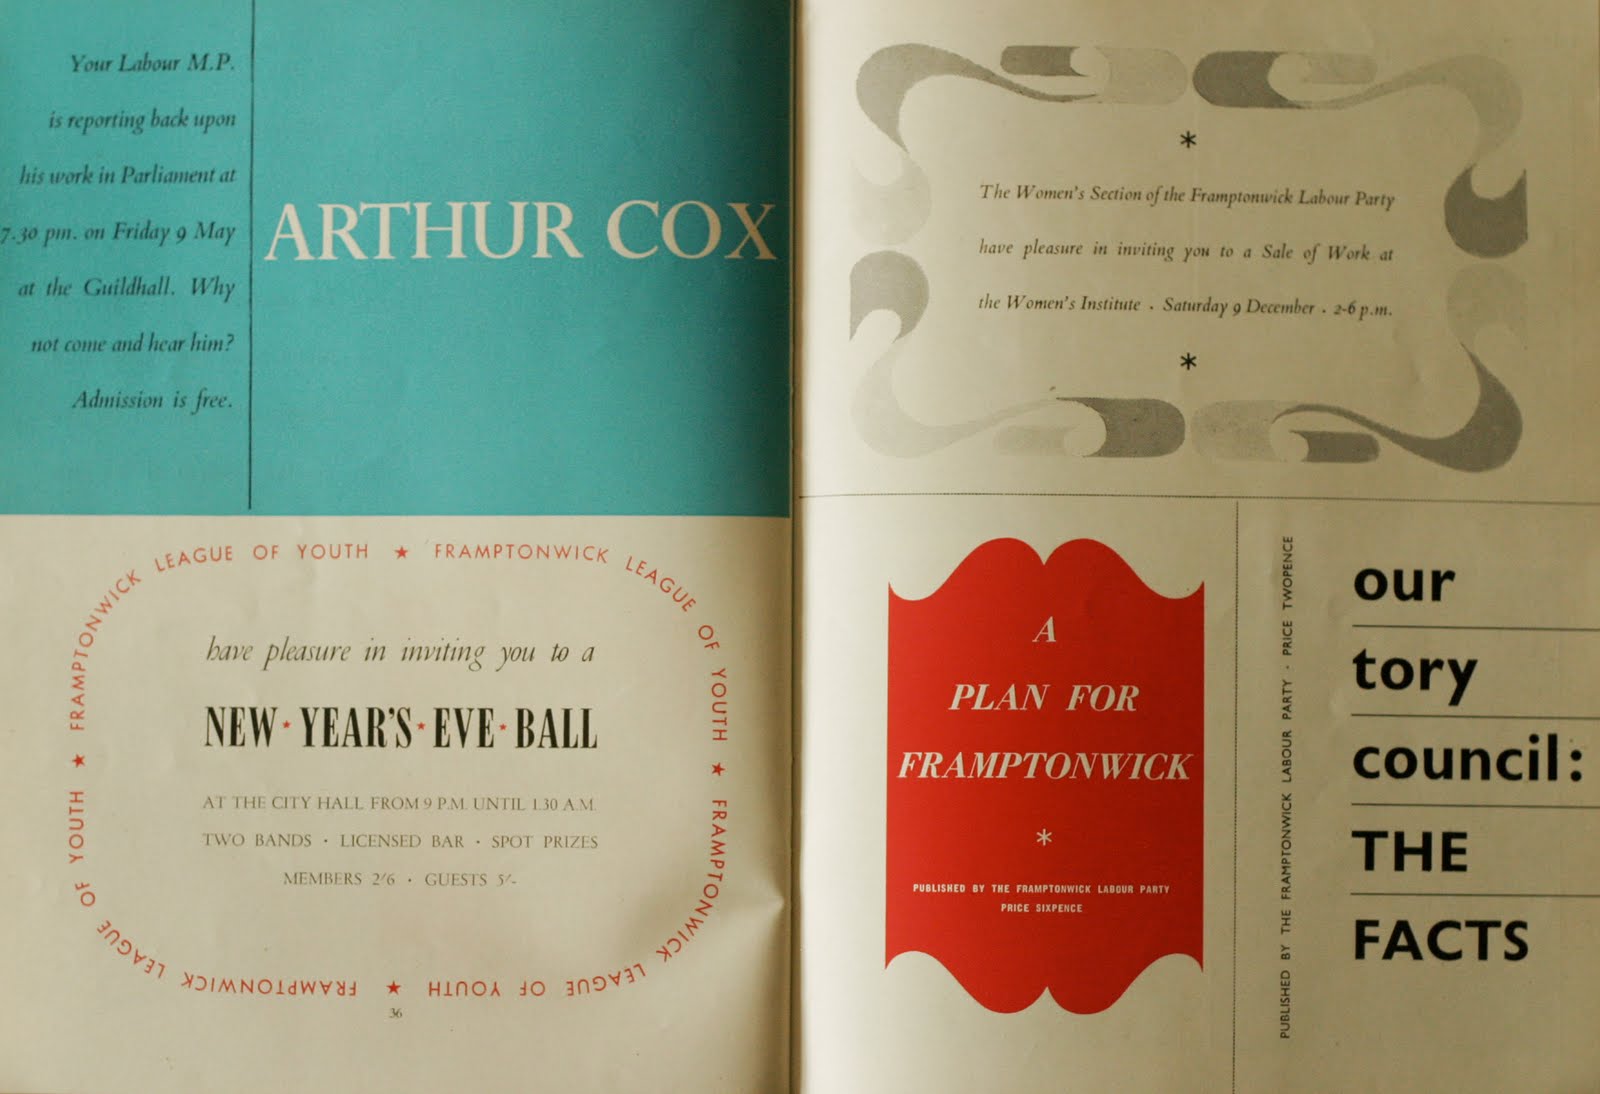 Your Labour M.P.
is reporting back upon
his work in Parliament at
7.30 pm. on Friday 9 May
at the Guildhall. Why
not come and hear him?
Admission is free.
ARTHUR COX
FRAMPTONWICK LEAGUE OF YOUTH ★ FRAMPTONWICK LEAGUE OF YOUTH ★ FRAMPTONWICK LEAGUE OF YOUTH ★ FRAMPTONWICK LEAGUE OF YOUTH ★
have pleasure in inviting you to a
NEW ★ YEAR'S ★ EVE ★ BALL
AT THE CITY HALL FROM 9 P.M. UNTIL 1.30 A.M.
TWO BANDS · LICENSED BAR · SPOT PRIZES
MEMBERS 2/6 · GUESTS 5/-
36
*
The Women's Section of the Framptonwick Labour Party
have pleasure in inviting you to a Sale of Work at
the Women's Institute . Saturday 9 December . 2-6 p.m.
*
A
PLAN FOR
FRAMPTONWICK
*
PUBLISHED BY THE FRAMPTONWICK LABOUR PARTY
PRICE SIXPENCE
PUBLISHED BY THE FRAMPTONWICK LABOUR PARTY · PRICE TWOPENCE
our
tory
council:
THE
FACTS